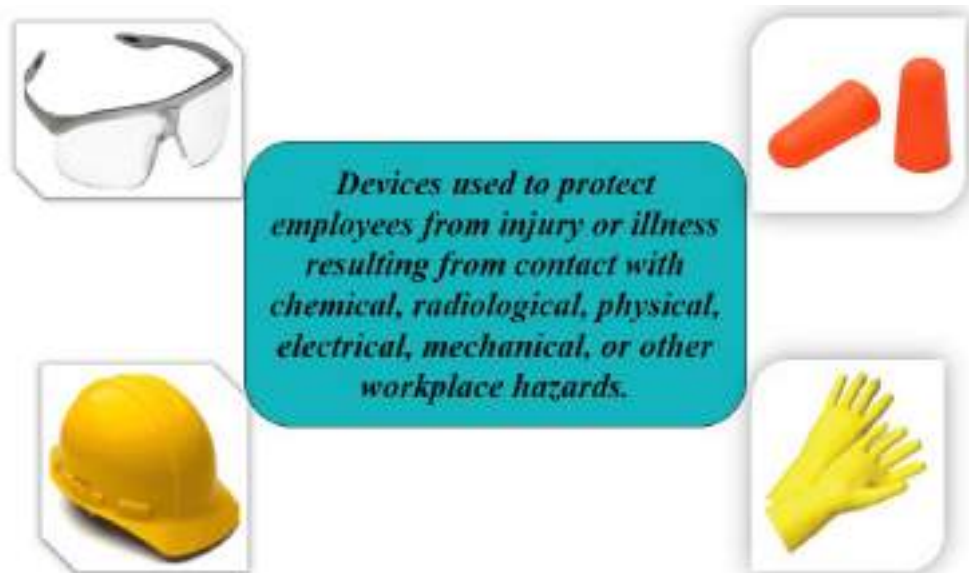 Devices used to protect
employees from injury or illness
resulting from contact with
chemical, radiological, physical,
electrical, mechanical, or other
workplace hazards.